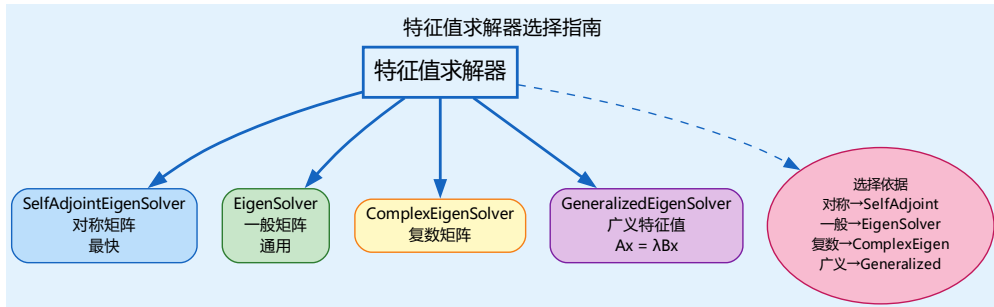 特征值求解器选择指南
特征值求解器
SelfAdjointEigenSolver
对称矩阵
最快
EigenSolver
一般矩阵
通用
ComplexEigenSolver
复数矩阵
GeneralizedEigenSolver
广义特征值
Ax = λBx
选择依据
对称→SelfAdjoint
一般→EigenSolver
复数→ComplexEigen
广义→Generalized